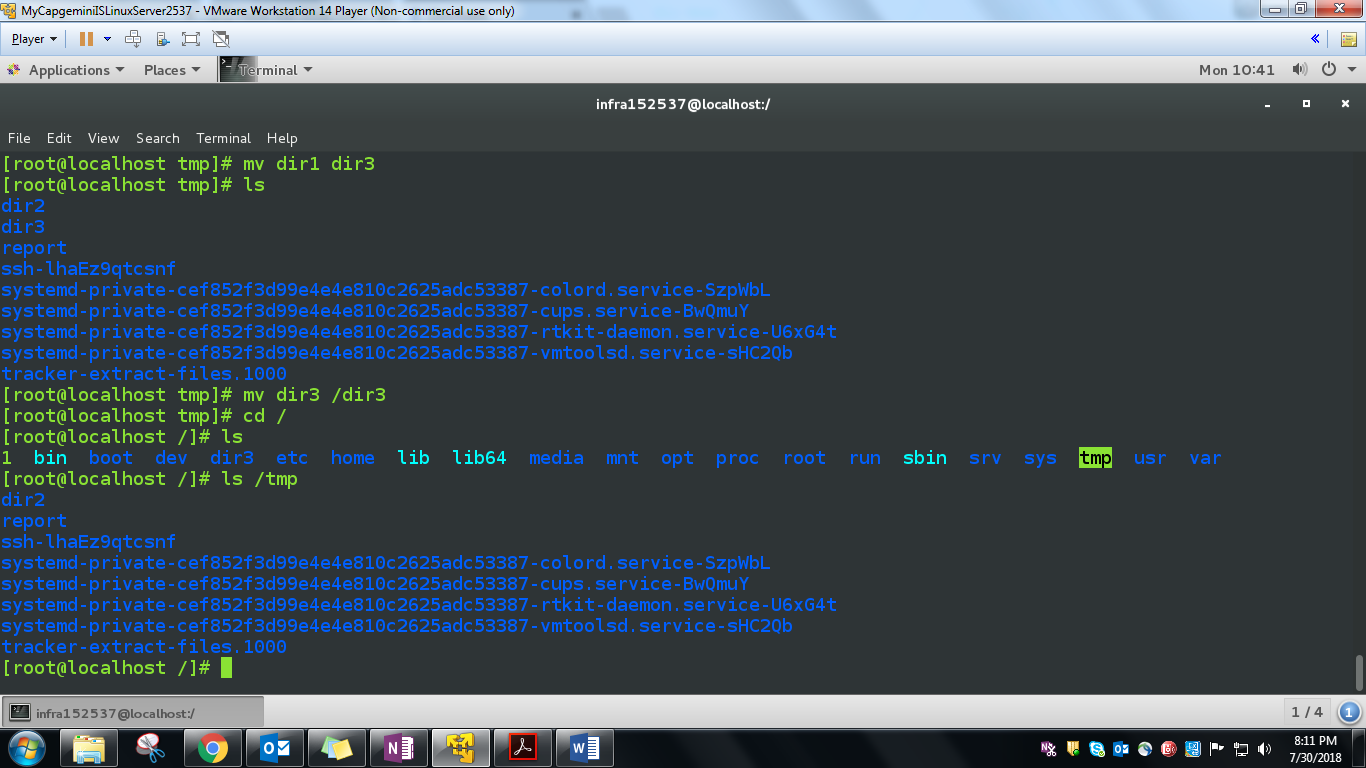 MyCapgeminiISLinuxServer2537 - VMware Workstation 14 Player (Non-commercial use only)
Player
Applications Places Terminal Mon 10:41
infra152537@localhost:/
File Edit View Search Terminal Help
[root@localhost tmp]# mv dir1 dir3
[root@localhost tmp]# ls
dir2
dir3
report
ssh-lhaEz9qtcsnf
systemd-private-cef852f3d99e4e4e810c2625adc53387-colord.service-SzpWbL
systemd-private-cef852f3d99e4e4e810c2625adc53387-cups.service-BwQmuY
systemd-private-cef852f3d99e4e4e810c2625adc53387-rtkit-daemon.service-U6xG4t
systemd-private-cef852f3d99e4e4e810c2625adc53387-vmtoolsd.service-sHC2Qb
tracker-extract-files.1000
[root@localhost tmp]# mv dir3 /dir3
[root@localhost tmp]# cd /
[root@localhost /]# ls
1 bin boot dev dir3 etc home lib lib64 media mnt opt proc root run sbin srv sys tmp usr var
[root@localhost /]# ls /tmp
dir2
report
ssh-lhaEz9qtcsnf
systemd-private-cef852f3d99e4e4e810c2625adc53387-colord.service-SzpWbL
systemd-private-cef852f3d99e4e4e810c2625adc53387-cups.service-BwQmuY
systemd-private-cef852f3d99e4e4e810c2625adc53387-rtkit-daemon.service-U6xG4t
systemd-private-cef852f3d99e4e4e810c2625adc53387-vmtoolsd.service-sHC2Qb
tracker-extract-files.1000
[root@localhost /]#
infra152537@localhost:/ 1 / 4 1
8:11 PM
7/30/2018